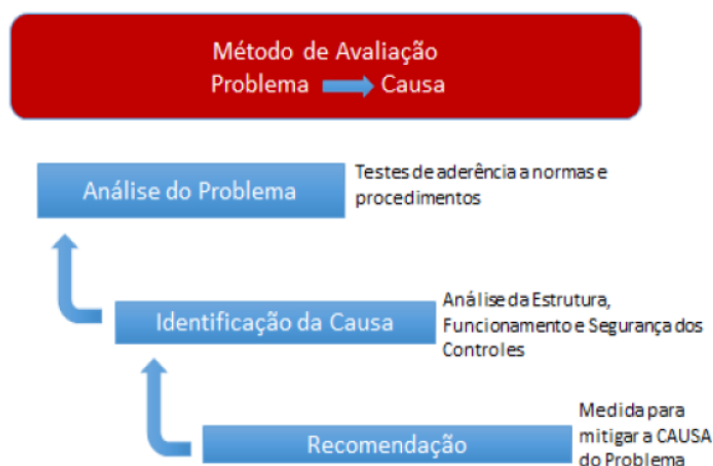 Método de Avaliação
Problema Causa
Análise do Problema
Testes de aderência a normas e
procedimentos
Identificação da Causa
Análise da Estrutura,
Funcionamento e Segurança dos
Controles
Recomendação
Medida para
mitigar a CAUSA
do Problema